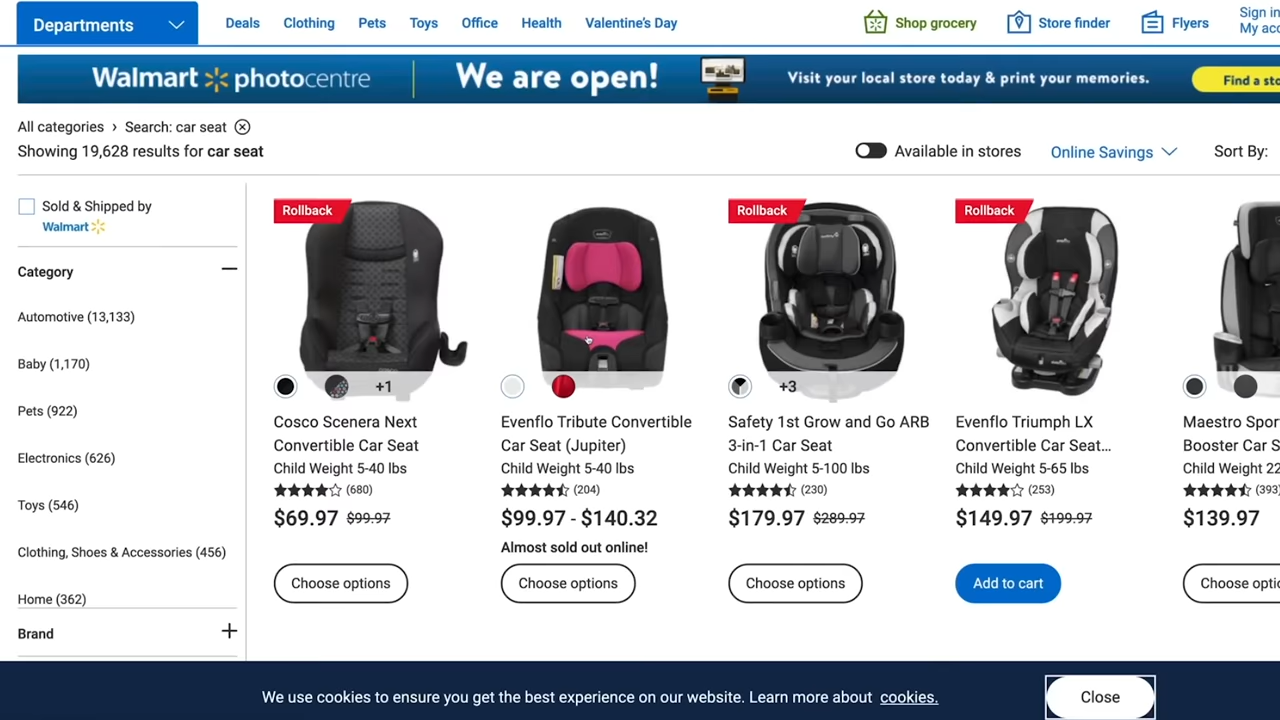 Departments
Deals
Clothing
Pets
Toys
Office
Health
Valentine's Day
Shop grocery
Store finder
Flyers
Sign in
My
Walmart photocentre
We are open!
Visit your local store today & print your memories.
Find a
All categories › Search: car seat
Showing 19,628 results for car seat
Available in stores
Online Savings
Sort By:
Sold & Shipped by
Walmart
Category
Automotive (13,133)
Baby (1,170)
Pets (922)
Electronics (626)
Toys (546)
Clothing, Shoes & Accessories (456)
Home (362)
Brand
Rollback
+1
Cosco Scenera Next
Convertible Car Seat
Child Weight 5-40 lbs
(680)
$69.97 $99.97
Choose options
Evenflo Tribute Convertible
Car Seat (Jupiter)
Child Weight 5-40 lbs
(204)
$99.97 - $140.32
Almost sold out online!
Choose options
Rollback
+3
Safety 1st Grow and Go ARB
3-in-1 Car Seat
Child Weight 5-100 lbs
(230)
$179.97 $289.97
Choose options
Rollback
Evenflo Triumph LX
Convertible Car Seat...
Child Weight 5-65 lbs
(253)
$149.97 $199.97
Add to cart
Maestro Spor
Booster Car S
Child Weight 22
(393)
$139.97
Choose
We use cookies to ensure you get the best experience on our website. Learn more about cookies.
Close